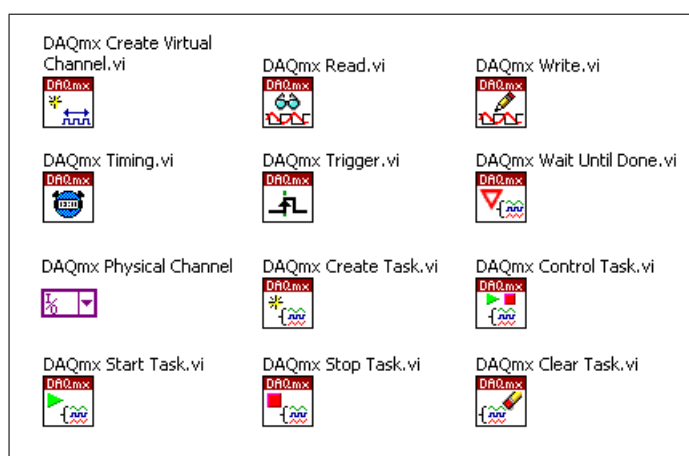 DAQmx Create Virtual
Channel.vi
DAQmx
DAQmx Read.vi
DAQmx
DAQmx Write.vi
DAQmx
DAQmx Timing.vi
DAQmx
DAQmx Trigger.vi
DAQmx
DAQmx Wait Until Done.vi
DAQmx
DAQmx Physical Channel
I/O
DAQmx Create Task.vi
DAQmx
DAQmx Control Task.vi
DAQmx
DAQmx Start Task.vi
DAQmx
DAQmx Stop Task.vi
DAQmx
DAQmx Clear Task.vi
DAQmx